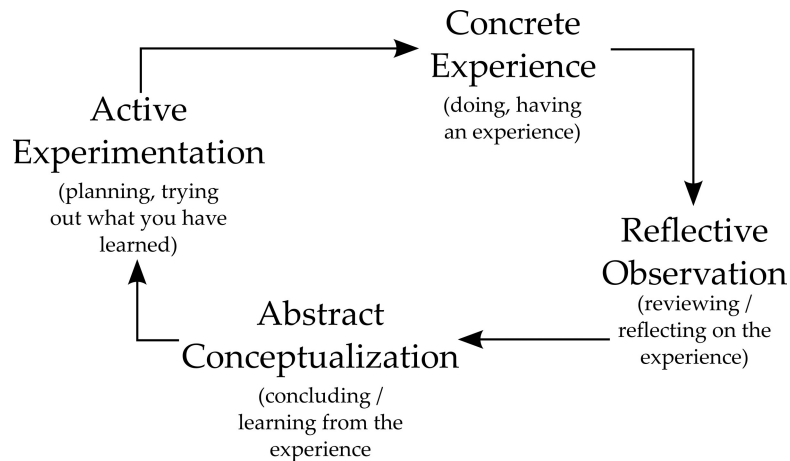 Concrete
Experience
(doing, having
an experience)
Reflective
Observation
(reviewing /
reflecting on the
experience)
Abstract
Conceptualization
(concluding /
learning from the
experience
Active
Experimentation
(planning, trying
out what you have
learned)